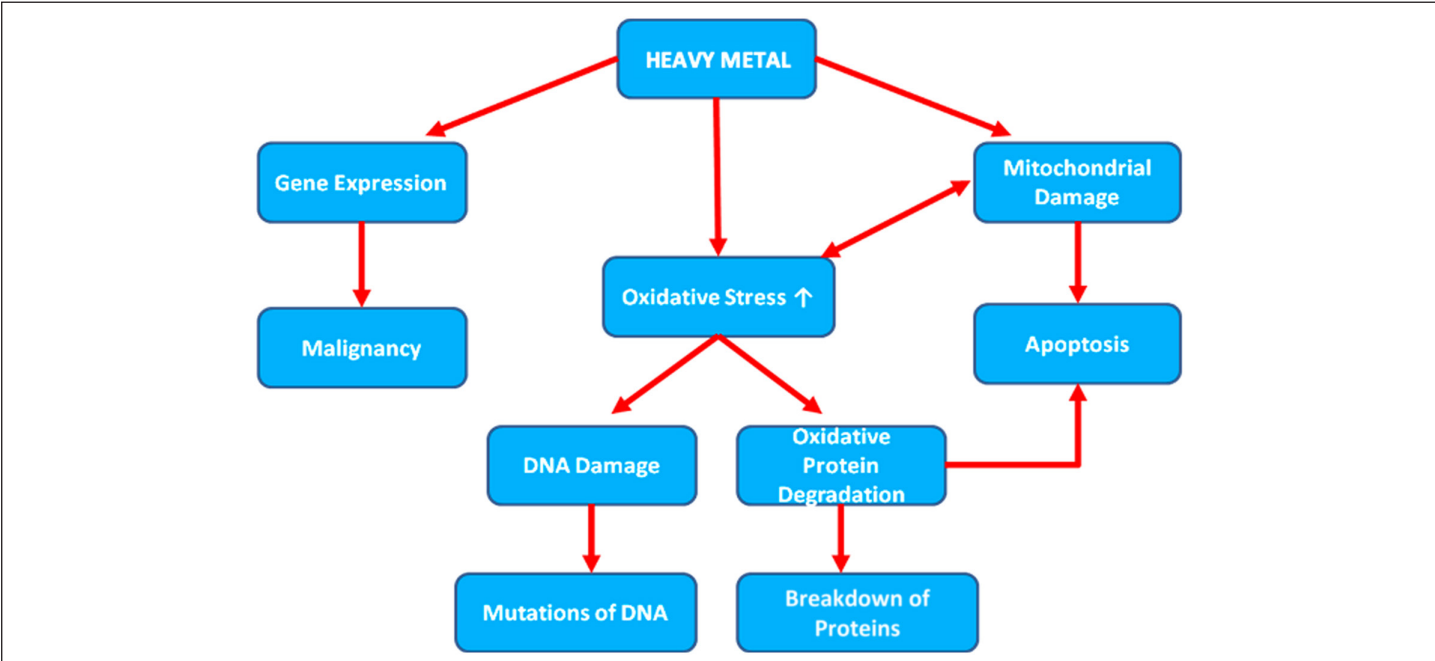 HEAVY METAL
Gene Expression
Mitochondrial
Damage
Oxidative Stress ↑
Malignancy
Apoptosis
DNA Damage
Oxidative
Protein
Degradation
Mutations of DNA
Breakdown of
Proteins